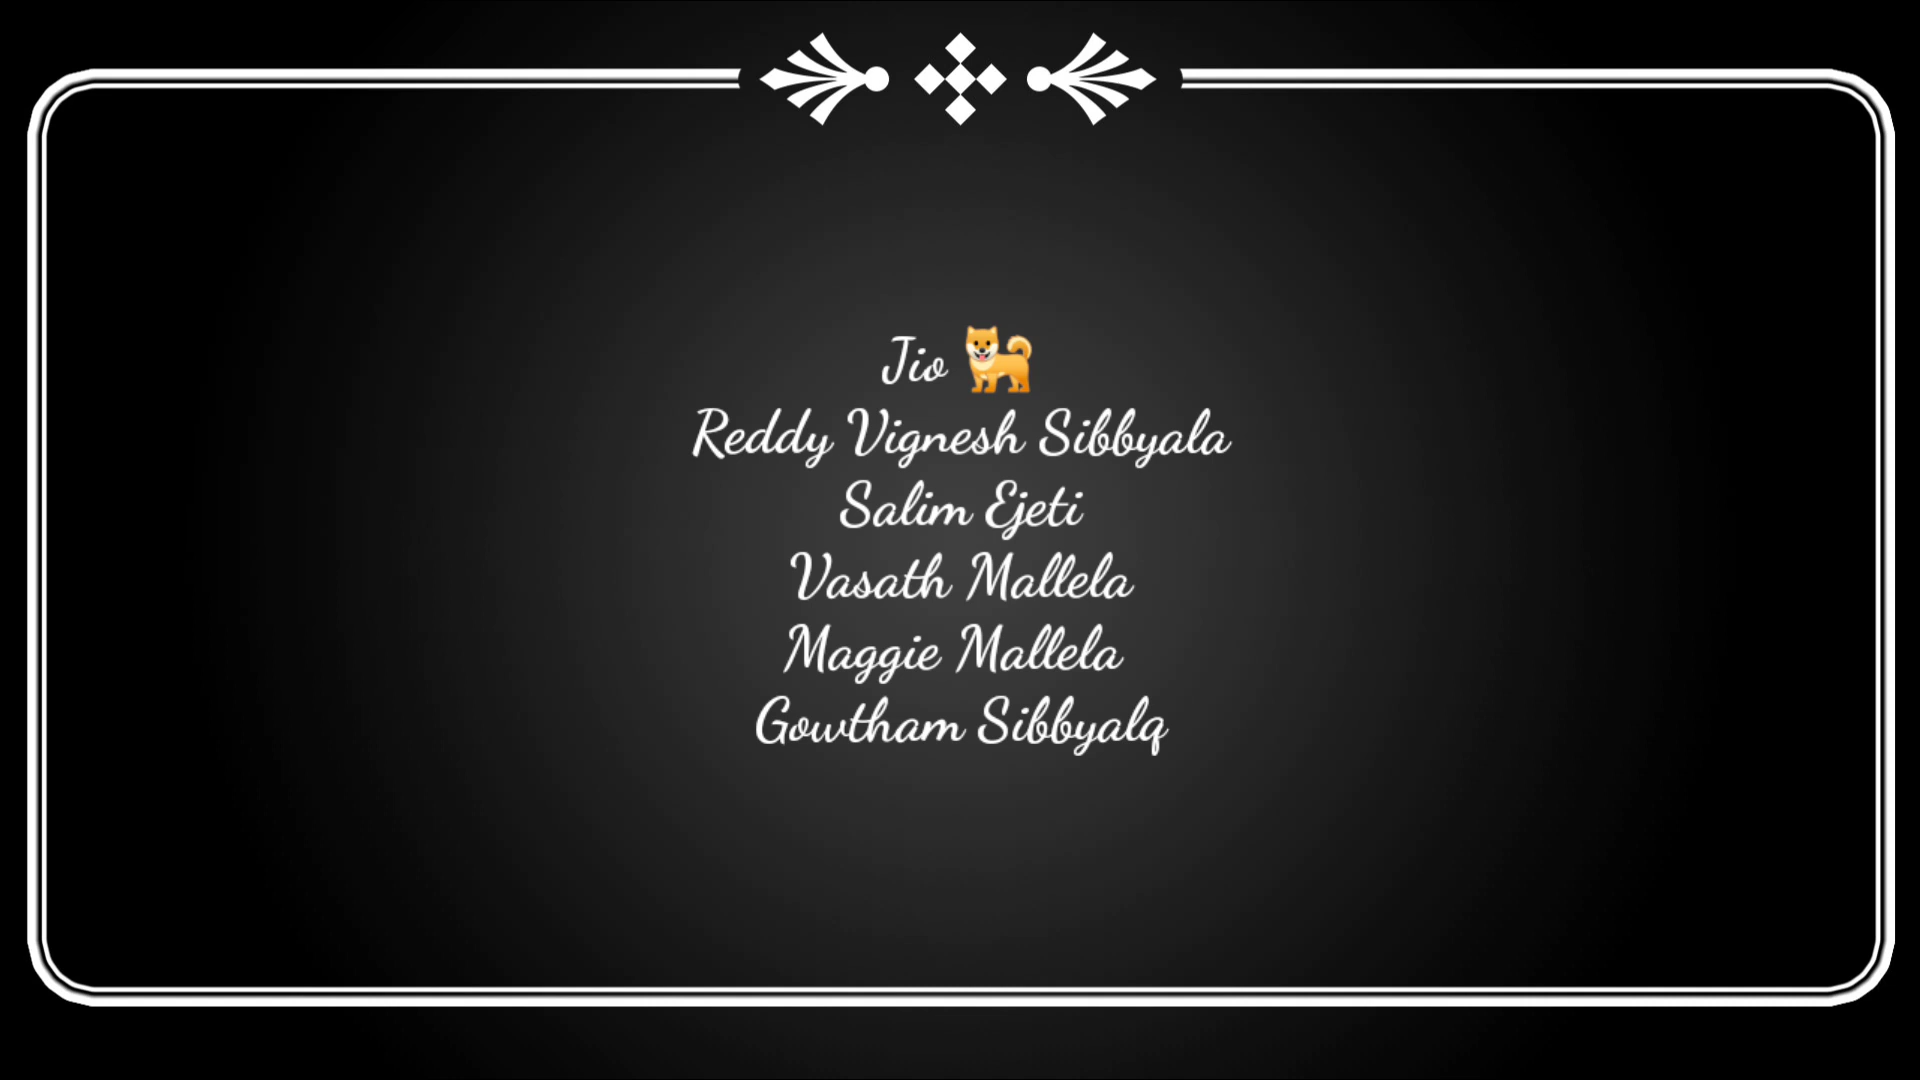 Jio 🐕
Reddy Vignesh Sibbyala
Salim Ejeti
Vasath Mallela
Maggie Mallela
Gowtham Sibbyalq